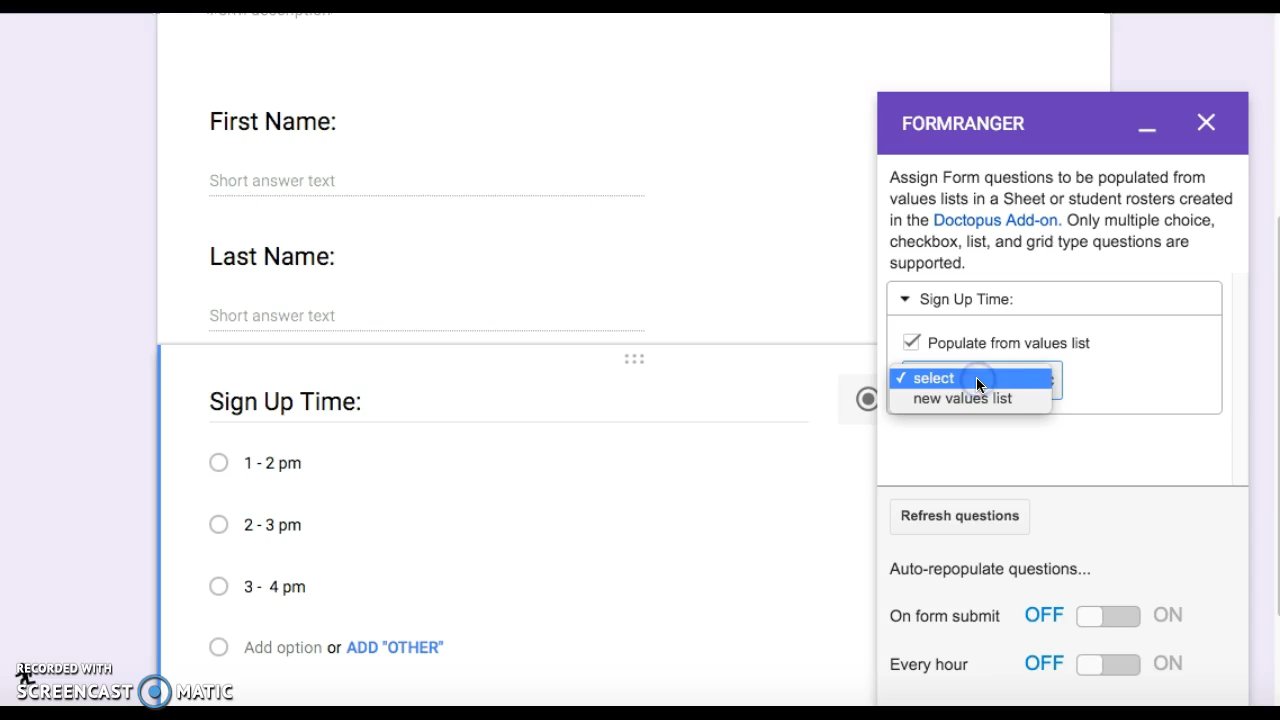 Form description
First Name:
Short answer text
Last Name:
Short answer text
Sign Up Time:
1 - 2 pm
2 - 3 pm
3 - 4 pm
Add option or ADD "OTHER"
FORMRANGER
Assign Form questions to be populated from
values lists in a Sheet or student rosters created
in the Doctopus Add-on. Only multiple choice,
checkbox, list, and grid type questions are
supported.
Sign Up Time:
Populate from values list
select
new values list
Refresh questions
Auto-repopulate questions...
On form submit OFF ON
Every hour OFF ON
RECORDED WITH
SCREENCAST MATIC